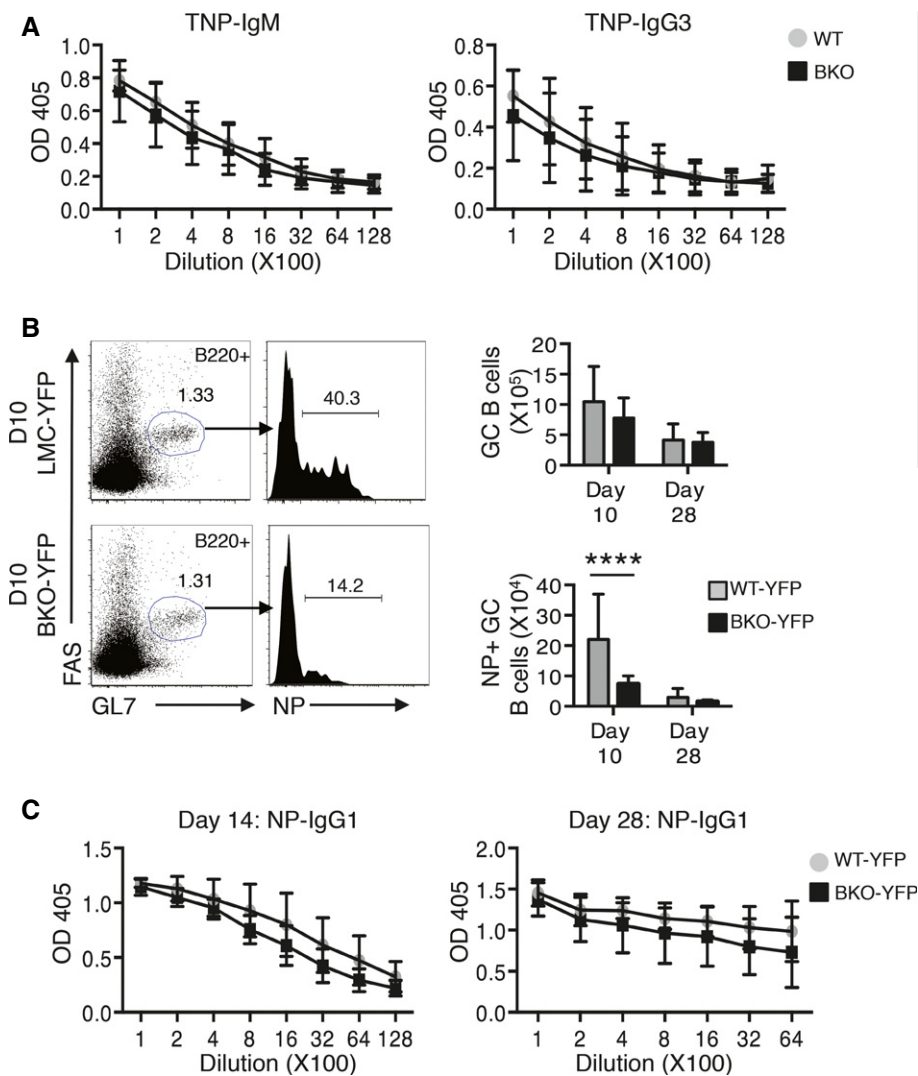 A
TNP-IgM
OD 405
1.0
0.8
0.6
0.4
0.2
0.0
1 2 4 8 16 32 64 128
Dilution (X100)
TNP-IgG3
OD 405
0.8
0.6
0.4
0.2
0.0
1 2 4 8 16 32 64 128
Dilution (X100)
WT
BKO
B
D10
LMC-YFP
B220+
1.33
40.3
D10
BKO-YFP
B220+
1.31
14.2
FAS
GL7
NP
GC B cells
(X10⁵)
20
15
10
5
0
Day
10
Day
28
NP+ GC
B cells (X10⁴)
40
30
20
10
0
****
Day
10
Day
28
WT-YFP
BKO-YFP
C
Day 14: NP-IgG1
OD 405
1.5
1.0
0.5
0.0
1 2 4 8 16 32 64 128
Dilution (X100)
Day 28: NP-IgG1
OD 405
2.0
1.5
1.0
0.5
0.0
1 2 4 8 16 32 64
Dilution (X100)
WT-YFP
BKO-YFP